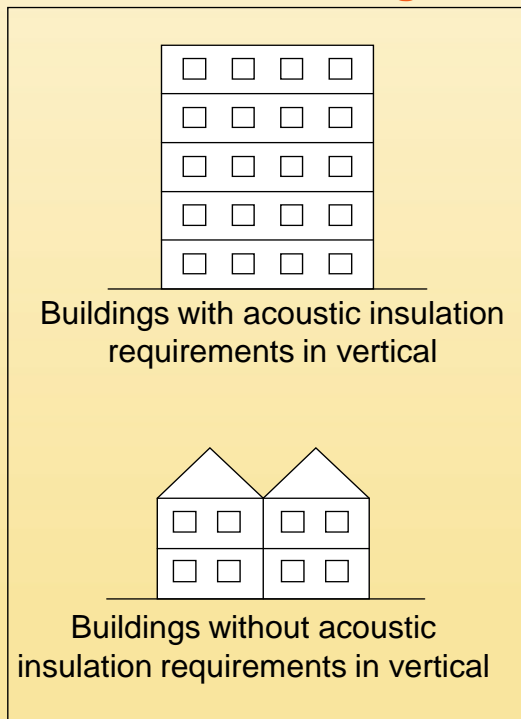 Buildings with acoustic insulation
requirements in vertical
Buildings without acoustic
insulation requirements in vertical